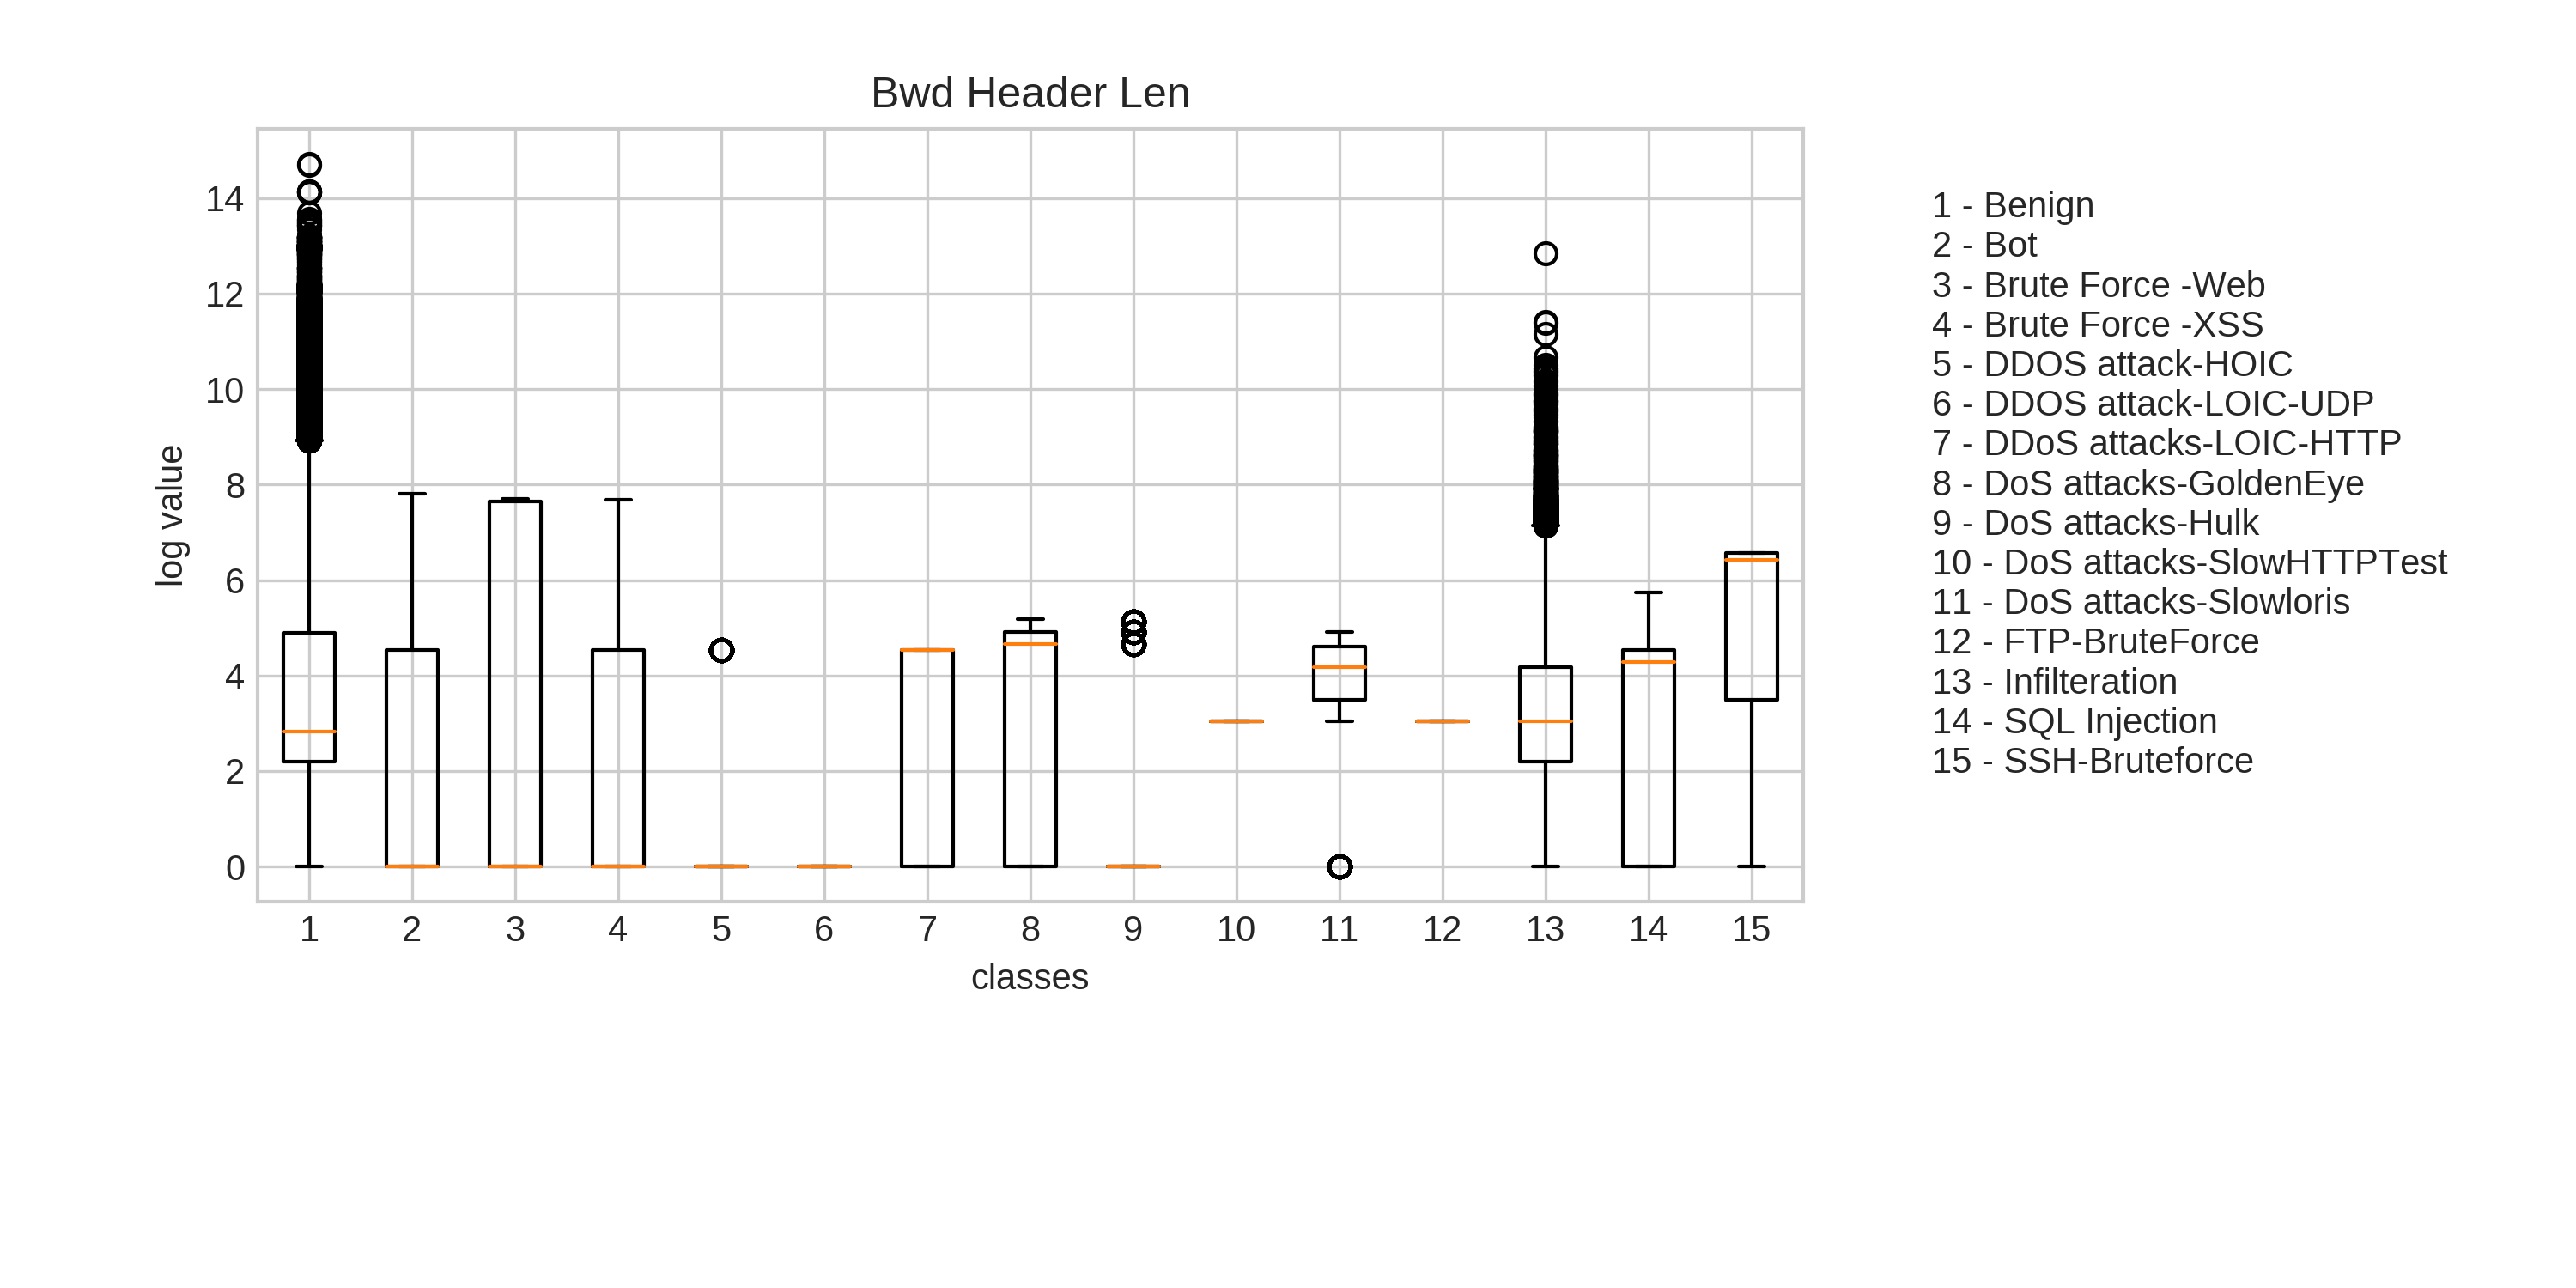 Bwd Header Len
log value
14
12
10
8
6
4
2
0
1 2 3 4 5 6 7 8 9 10 11 12 13 14 15
classes
1 - Benign
2 - Bot
3 - Brute Force -Web
4 - Brute Force -XSS
5 - DDOS attack-HOIC
6 - DDOS attack-LOIC-UDP
7 - DDoS attacks-LOIC-HTTP
8 - DoS attacks-GoldenEye
9 - DoS attacks-Hulk
10 - DoS attacks-SlowHTTPTest
11 - DoS attacks-Slowloris
12 - FTP-BruteForce
13 - Infilteration
14 - SQL Injection
15 - SSH-Bruteforce